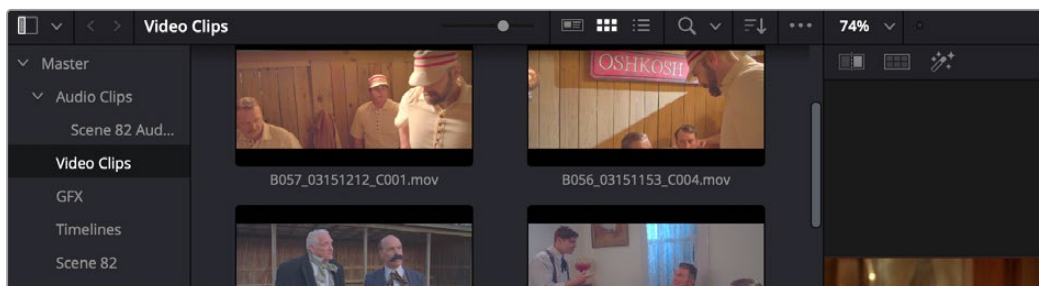 Video Clips
74%
Master
Audio Clips
Scene 82 Aud...
Video Clips
GFX
Timelines
Scene 82
OSHKOSH
B057_03151212_C001.mov
B056_03151153_C004.mov